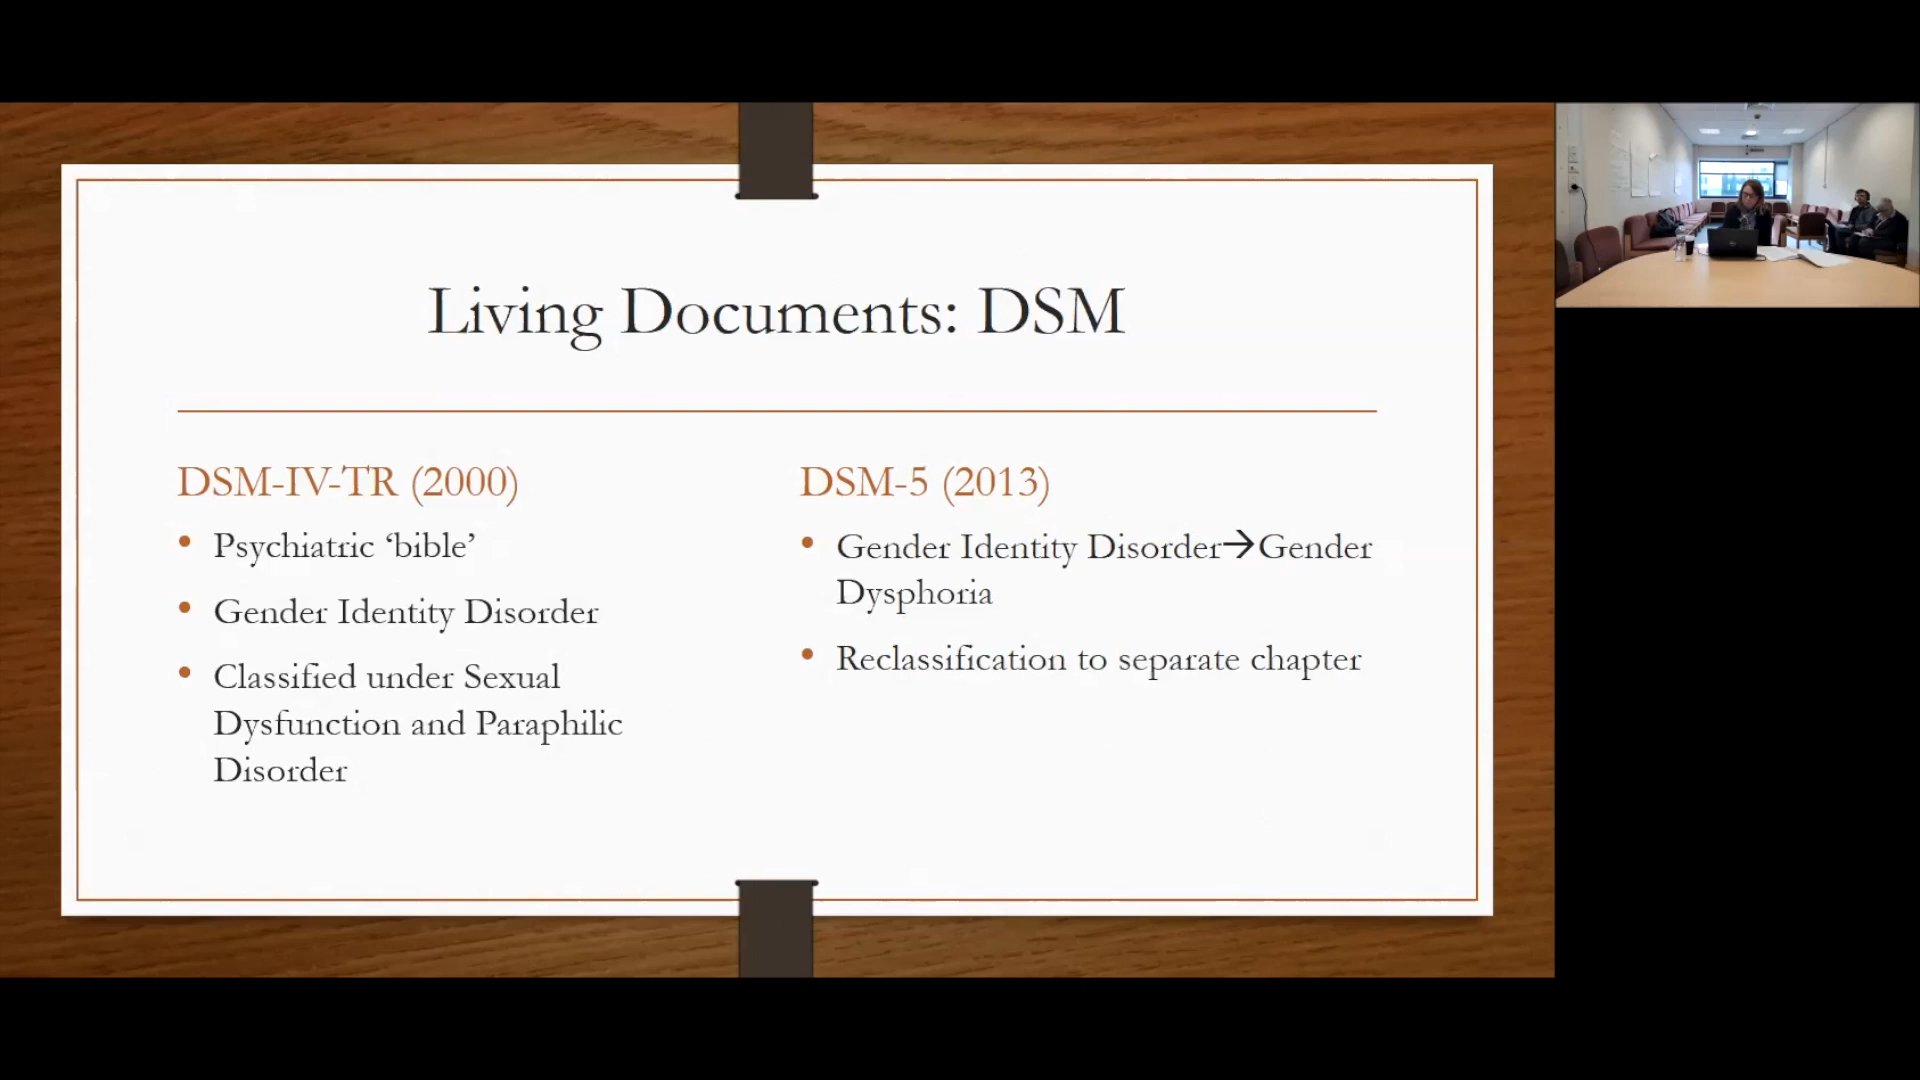 Living Documents: DSM
DSM-IV-TR (2000)
• Psychiatric ‘bible’
• Gender Identity Disorder
• Classified under Sexual
Dysfunction and Paraphilic
Disorder
DSM-5 (2013)
• Gender Identity Disorder→Gender
Dysphoria
• Reclassification to separate chapter